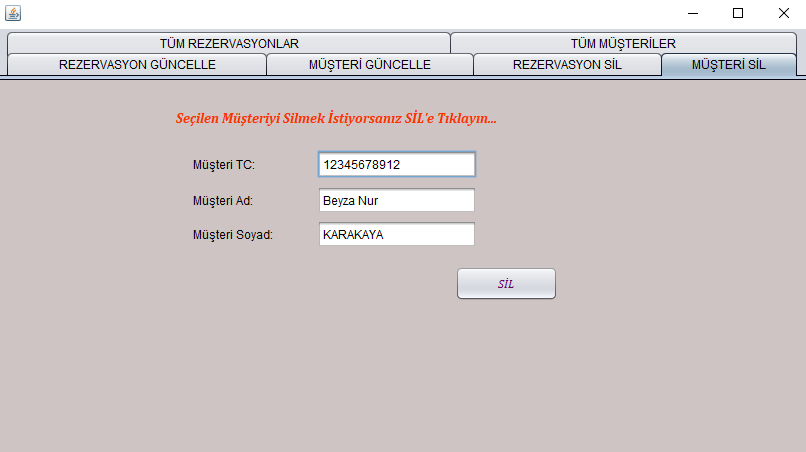 TÜM REZERVASYONLAR TÜM MÜŞTERİLER
REZERVASYON GÜNCELLE MÜŞTERİ GÜNCELLE REZERVASYON SİL MÜŞTERİ SİL
Seçilen Müşteriyi Silmek İstiyorsanız SİL'e Tıklayın...
Müşteri TC: 12345678912
Müşteri Ad: Beyza Nur
Müşteri Soyad: KARAKAYA
SİL